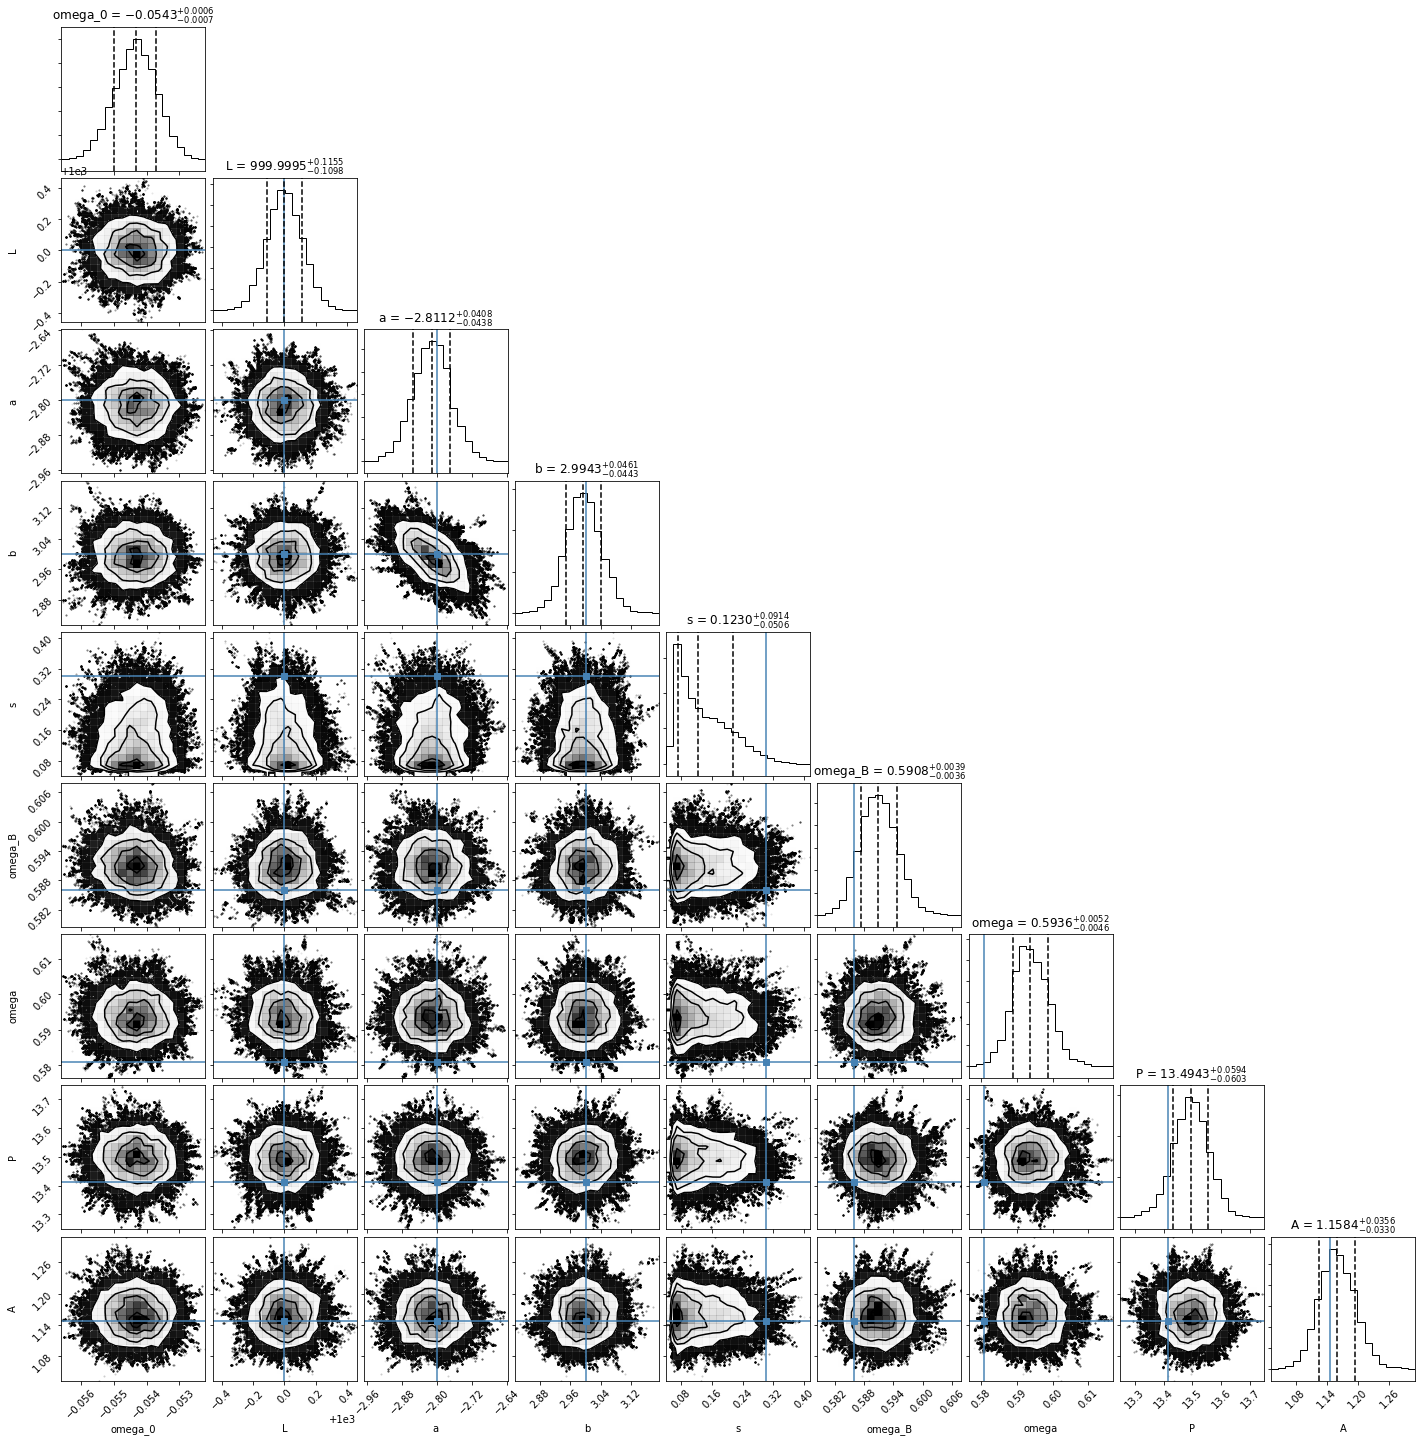 omega_0 = −0.0543 +0.0006 −0.0007
+1e3
L = 999.9995 +0.1155 −0.1098
L
0.4
0.2
0.0
−0.2
−0.4
a = −2.8112 +0.0408 −0.0438
a
−2.64
−2.72
−2.80
−2.88
−2.96
b = 2.9943 +0.0461 −0.0443
b
3.12
3.04
2.96
2.88
s = 0.1230 +0.0914 −0.0506
s
0.40
0.32
0.24
0.16
0.08
omega_B = 0.5908 +0.0039 −0.0036
omega_B
0.606
0.600
0.594
0.588
0.582
omega = 0.5936 +0.0052 −0.0046
omega
0.61
0.60
0.59
0.58
P = 13.4943 +0.0594 −0.0603
P
13.7
13.6
13.5
13.4
13.3
A = 1.1584 +0.0356 −0.0330
A
1.26
1.20
1.14
1.08
−0.056 −0.055 −0.054 −0.053
−0.4 −0.2 0.0 0.2 0.4
+1e3
−2.96 −2.88 −2.80 −2.72 −2.64
2.88 2.96 3.04 3.12
0.08 0.16 0.24 0.32 0.40
0.582 0.588 0.594 0.600 0.606
0.58 0.59 0.60 0.61
13.3 13.4 13.5 13.6 13.7
1.08 1.14 1.20 1.26
omega_0 L a b s omega_B omega P A